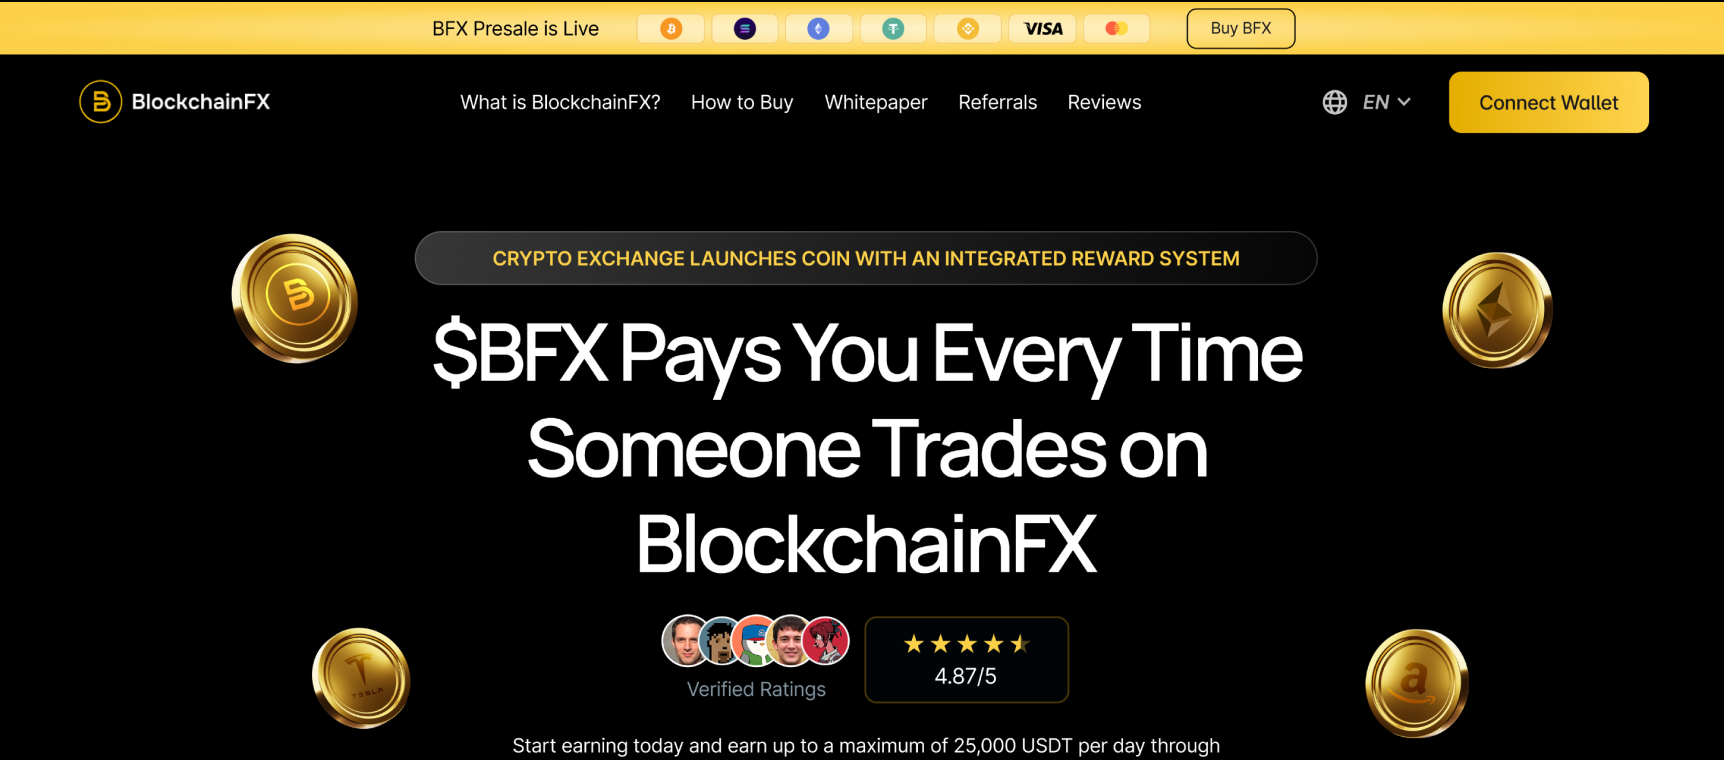 BFX Presale is Live
VISA
Buy BFX
BlockchainFX
What is BlockchainFX?
How to Buy
Whitepaper
Referrals
Reviews
EN
Connect Wallet
CRYPTO EXCHANGE LAUNCHES COIN WITH AN INTEGRATED REWARD SYSTEM
$BFX Pays You Every Time
Someone Trades on
BlockchainFX
Verified Ratings
4.87/5
TESLA
Start earning today and earn up to a maximum of 25,000 USDT per day through